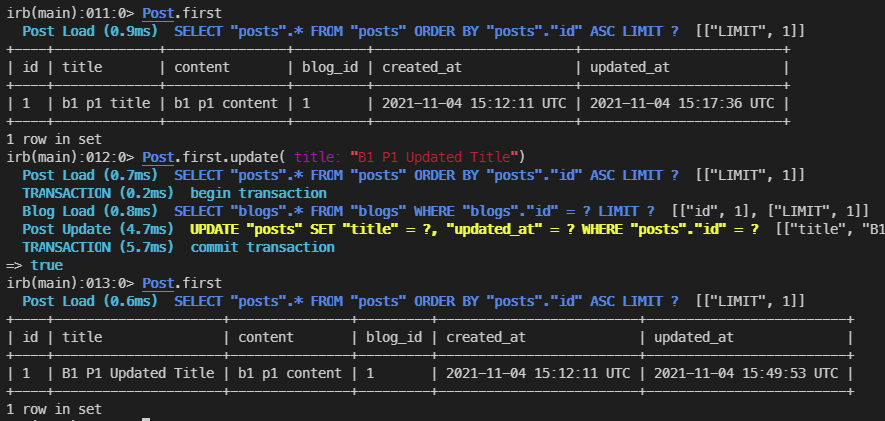 irb(main):011:0> Post.first
Post Load (0.9ms)  SELECT "posts".* FROM "posts" ORDER BY "posts"."id" ASC LIMIT ?  [["LIMIT", 1]]
+----+-------------+---------------+---------+-------------------------+-------------------------+
| id | title       | content       | blog_id | created_at              | updated_at              |
+----+-------------+---------------+---------+-------------------------+-------------------------+
| 1  | b1 p1 title | b1 p1 content | 1       | 2021-11-04 15:12:11 UTC | 2021-11-04 15:17:36 UTC |
+----+-------------+---------------+---------+-------------------------+-------------------------+
1 row in set
irb(main):012:0> Post.first.update( title: "B1 P1 Updated Title")
Post Load (0.7ms)  SELECT "posts".* FROM "posts" ORDER BY "posts"."id" ASC LIMIT ?  [["LIMIT", 1]]
TRANSACTION (0.2ms)  begin transaction
Blog Load (0.8ms)  SELECT "blogs".* FROM "blogs" WHERE "blogs"."id" = ? LIMIT ?  [["id", 1], ["LIMIT", 1]]
Post Update (4.7ms)  UPDATE "posts" SET "title" = ?, "updated_at" = ? WHERE "posts"."id" = ?  [["title", "B1
TRANSACTION (5.7ms)  commit transaction
=> true
irb(main):013:0> Post.first
Post Load (0.6ms)  SELECT "posts".* FROM "posts" ORDER BY "posts"."id" ASC LIMIT ?  [["LIMIT", 1]]
+----+---------------------+---------------+---------+-------------------------+-------------------------+
| id | title               | content       | blog_id | created_at              | updated_at              |
+----+---------------------+---------------+---------+-------------------------+-------------------------+
| 1  | B1 P1 Updated Title | b1 p1 content | 1       | 2021-11-04 15:12:11 UTC | 2021-11-04 15:49:53 UTC |
+----+---------------------+---------------+---------+-------------------------+-------------------------+
1 row in set